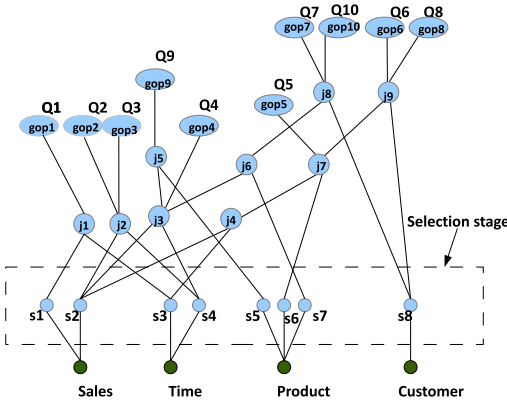 Q7 Q10 Q6 Q8
gop7 gop10 gop6 gop8
Q9
gop9
Q5
gop5
j8 j9
Q1 Q2 Q3 Q4
gop1 gop2 gop3 gop4
j5 j6 j7
j1 j2 j3 j4
Selection stage
s1 s2 s3 s4 s5 s6 s7 s8
Sales Time Product Customer